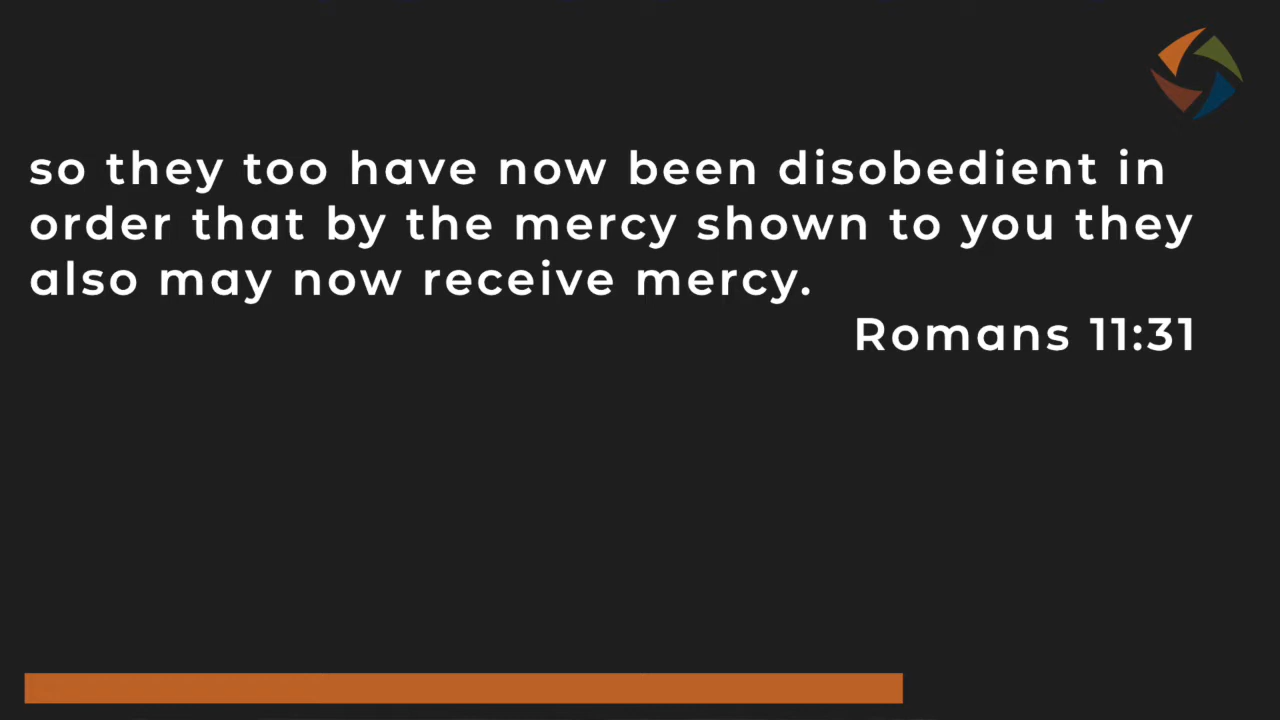 so they too have now been disobedient in
order that by the mercy shown to you they
also may now receive mercy.
Romans 11:31